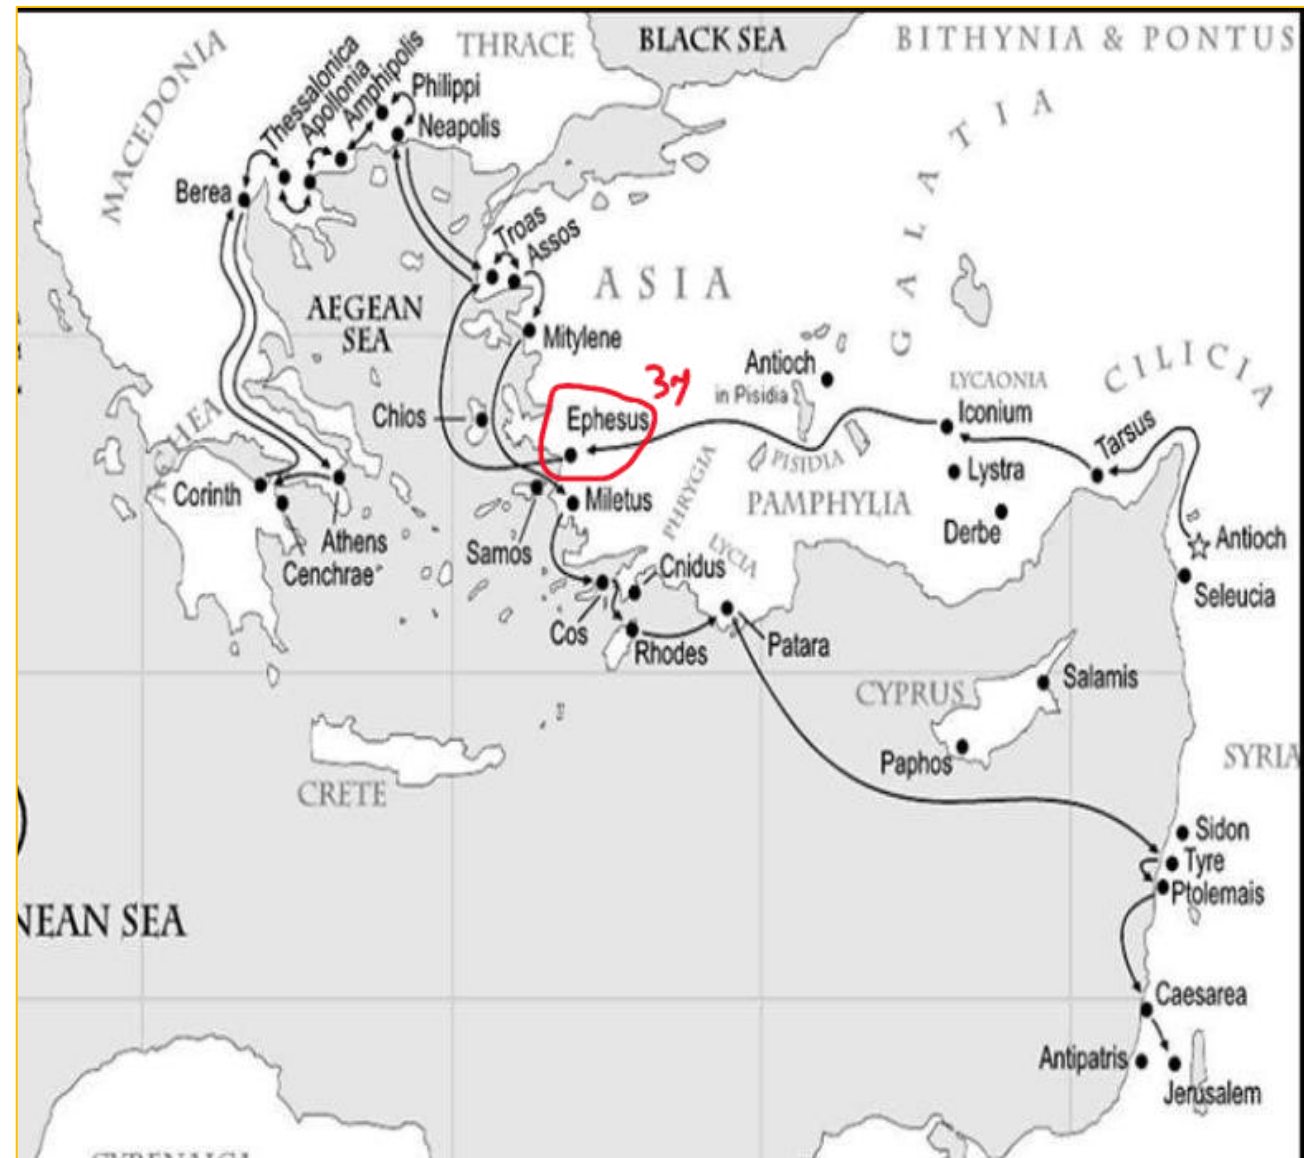 THRACE
BLACK SEA
BITHYNIA & PONTUS
MACEDONIA
Thessalonica
Apollonia
Amphipolis
Philippi
Neapolis
GALATIA
Berea
Troas
Assos
ASIA
AEGEAN
SEA
Mitylene
3y
Antioch
in Pisidia
LYCAONIA
Iconium
CILICIA
Chios
Ephesus
Tarsus
ACHEA
PISIDIA
Lystra
Corinth
Miletus
PHRYGIA
PAMPHYLIA
Derbe
Athens
Samos
LYCIA
Antioch
Cenchrae
Cnidus
Seleucia
Cos
Rhodes
Patara
Salamis
CYPRUS
Paphos
SYRIA
CRETE
Sidon
Tyre
Ptolemais
NEAN SEA
Caesarea
Antipatris
Jerusalem